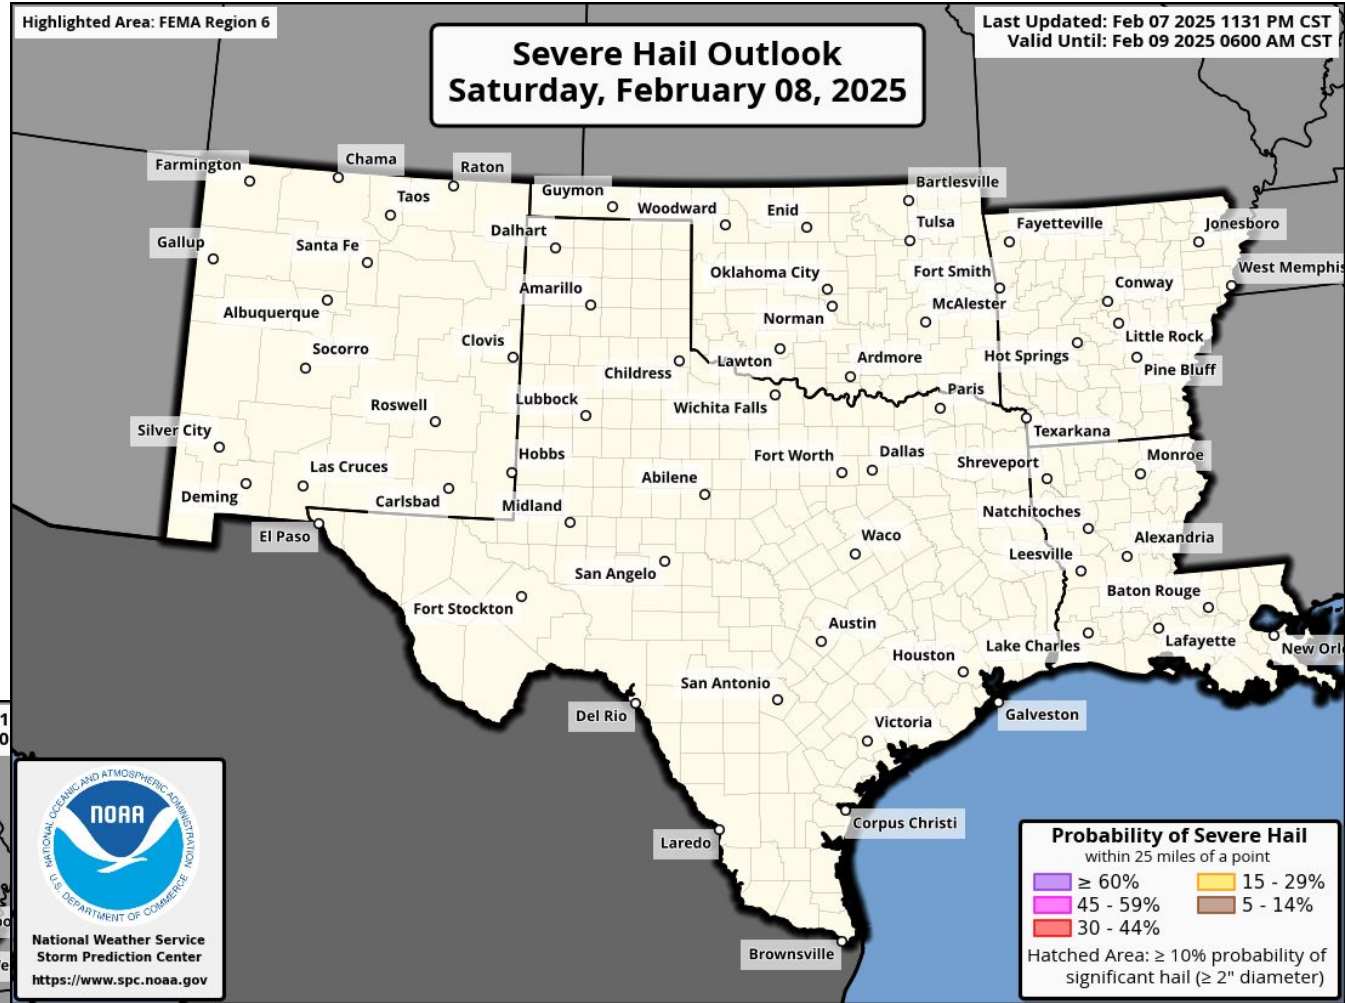 Highlighted Area: FEMA Region 6
Last Updated: Feb 07 2025 1131 PM CST
Valid Until: Feb 09 2025 0600 AM CST
Severe Hail Outlook
Saturday, February 08, 2025
Farmington
Chama
Raton
Taos
Guymon
Woodward
Enid
Bartlesville
Gallup
Santa Fe
Dalhart
Tulsa
Fayetteville
Jonesboro
Albuquerque
Amarillo
Oklahoma City
Fort Smith
Conway
West Memphis
Norman
McAlester
Socorro
Clovis
Childress
Lawton
Ardmore
Hot Springs
Little Rock
Pine Bluff
Roswell
Lubbock
Wichita Falls
Paris
Texarkana
Silver City
Las Cruces
Hobbs
Abilene
Fort Worth
Dallas
Shreveport
Monroe
Deming
Carlsbad
Midland
Natchitoches
El Paso
San Angelo
Waco
Leesville
Alexandria
Fort Stockton
Baton Rouge
Austin
Houston
Lake Charles
Lafayette
New Orl
San Antonio
Del Rio
Victoria
Galveston
Laredo
Corpus Christi
Brownsville
NATIONAL OCEANIC AND ATMOSPHERIC ADMINISTRATION
NOAA
U.S. DEPARTMENT OF COMMERCE
National Weather Service
Storm Prediction Center
https://www.spc.noaa.gov
Probability of Severe Hail
within 25 miles of a point
≥ 60%
15 - 29%
45 - 59%
5 - 14%
30 - 44%
Hatched Area: ≥ 10% probability of
significant hail (≥ 2" diameter)